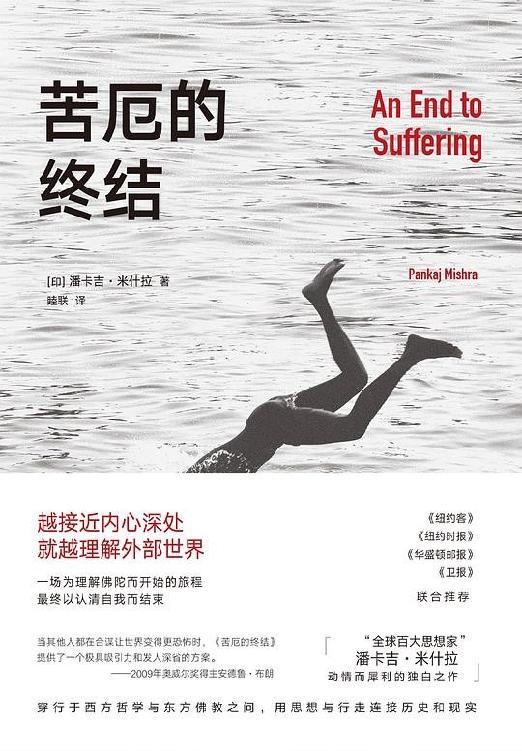 苦厄的
终结
An End to
Suffering
[印] 潘卡吉·米什拉 著
睦联 译
Pankaj Mishra
越接近内心深处
就越理解外部世界
一场为理解佛陀而开始的旅程
最终以认清自我而结束
《纽约客》
《纽约时报》
《华盛顿邮报》
《卫报》
联合推荐
当其他人都在合谋让世界变得更恐怖时，《苦厄的终结》
提供了一个极具吸引力和发人深省的方案。
——2009年奥威尔奖得主安德鲁·布朗
“全球百大思想家”
潘卡吉·米什拉
动情而犀利的独白之作
穿行于西方哲学与东方佛教之间，用思想与行走连接历史和现实